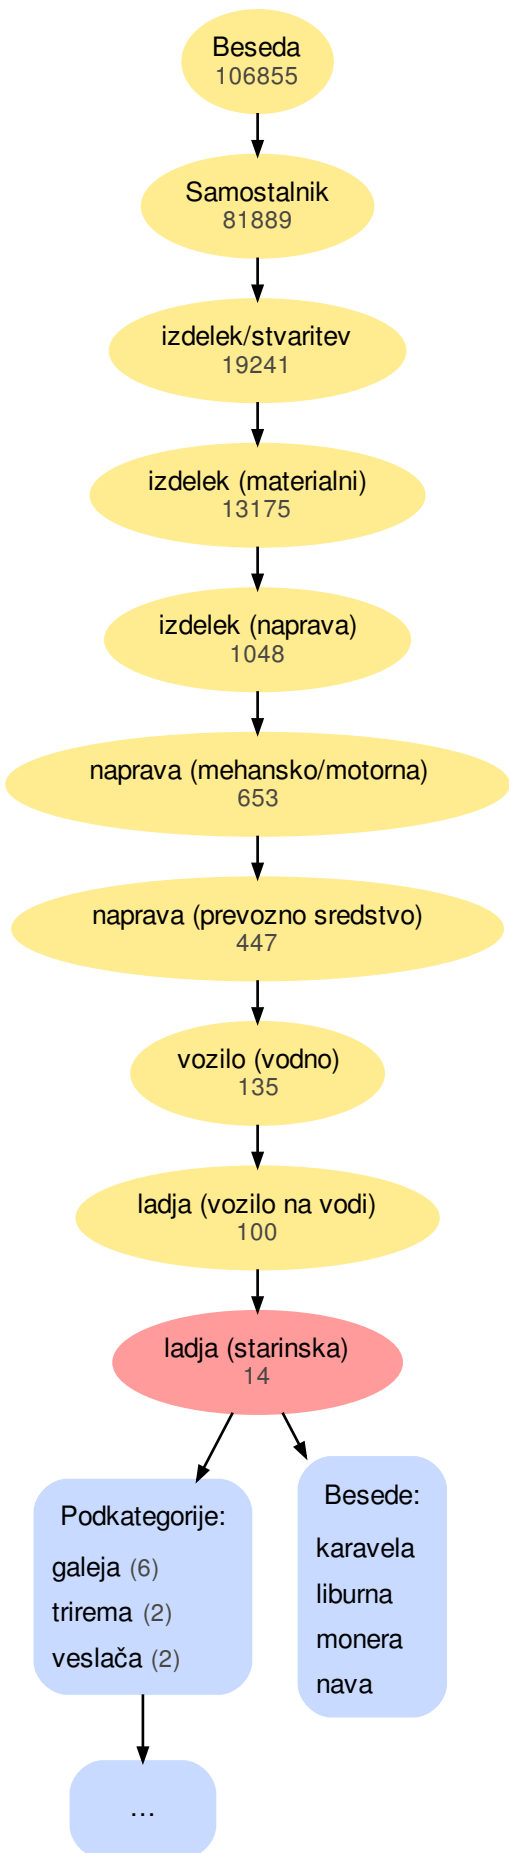 Beseda
106855
Samostalnik
81889
izdelek/stvaritev
19241
izdelek (materialni)
13175
izdelek (naprava)
1048
naprava (mehansko/motorna)
653
naprava (prevozno sredstvo)
447
vozilo (vodno)
135
ladja (vozilo na vodi)
100
ladja (starinska)
14
Podkategorije:
galeja (6)
trirema (2)
veslača (2)
...
Besede:
karavela
liburna
monera
nava